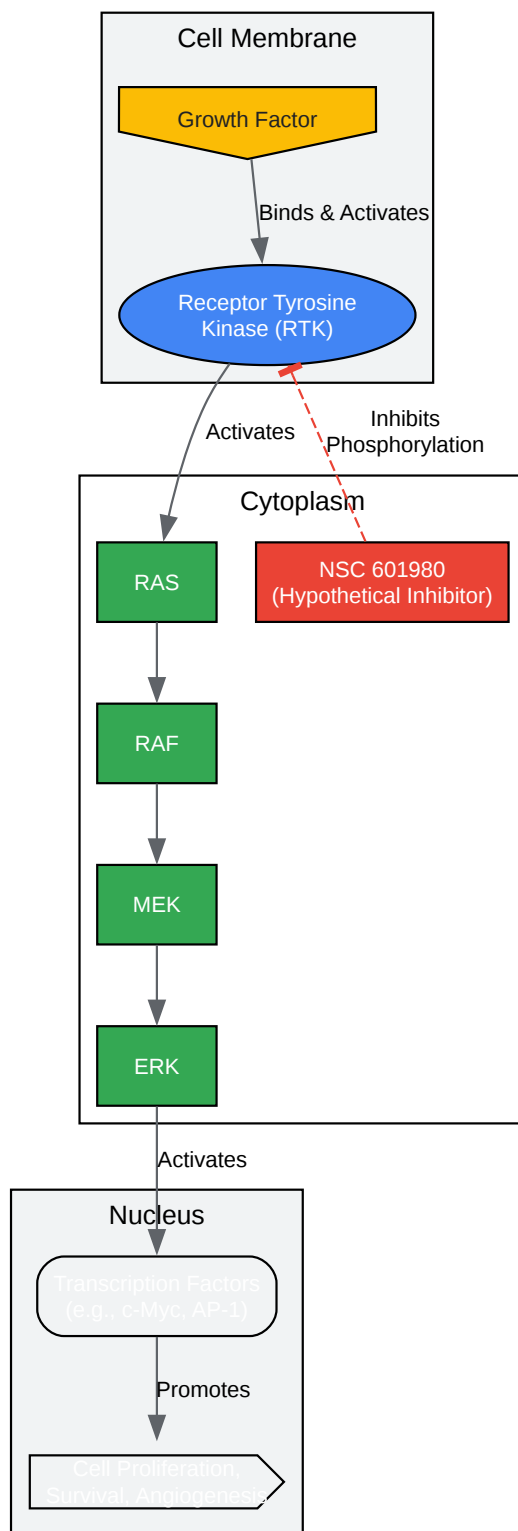 Cell Membrane
Growth Factor
Binds & Activates
Receptor Tyrosine
Kinase (RTK)
Activates
Inhibits
Phosphorylation
Cytoplasm
RAS
NSC 601980
(Hypothetical Inhibitor)
RAF
MEK
ERK
Activates
Nucleus
Transcription Factors
(e.g., c-Myc, AP-1)
Promotes
Cell Proliferation,
Survival, Angiogenesis